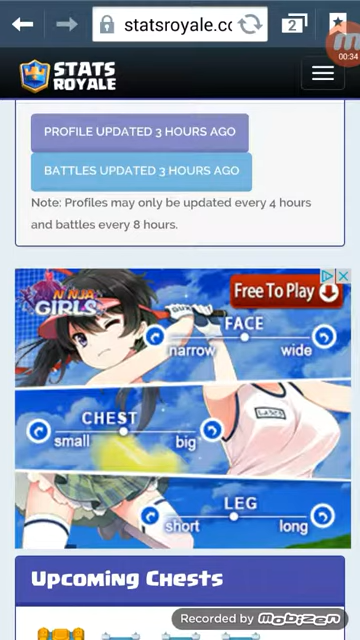 statsroyale.co
2
00:34
STATS
ROYALE
PROFILE UPDATED 3 HOURS AGO
BATTLES UPDATED 3 HOURS AGO
Note: Profiles may only be updated every 4 hours
and battles every 8 hours.
NINJA
GIRLS
Free To Play
FACE
narrow wide
CHEST
small big
LEG
short long
Upcoming Chests
Recorded by MOBIZEN